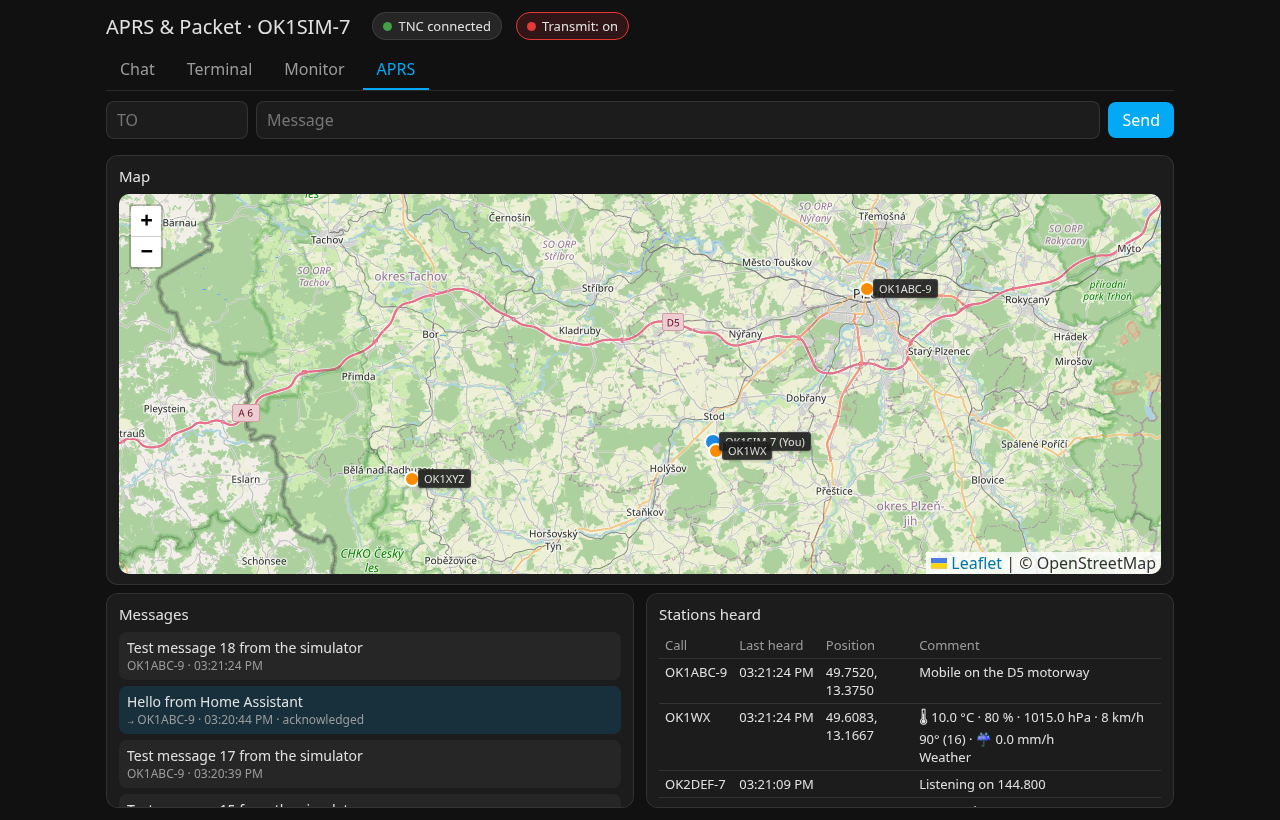 APRS & Packet · OK1SIM-7
TNC connected
Transmit: on
Chat
Terminal
Monitor
APRS
TO
Message
Send
Map
+
−
les
Bärnau
Tachov
SO ORP
Tachov
okres Tachov
Černošín
SO ORP
Stříbro
Stříbro
Kladruby
Bor
Přimda
D5
A 6
Pleystein
Eslarn
Schönsee
Bělá nad
OK1XYZ
CHKO Český
les
Poběžovice
Horšovský
Týn
Staňkov
Holýšov
Stod
OK1SIM-7 (You)
OK1WX
Dobřany
Přeštice
Nýřany
Město Touškov
SO ORP
Nýřany
Třemošná
OK1ABC-9
Starý Plzenec
SO ORP
Rokycany
Mýto
přírodní
park Trhoň
Rokycany
Hrádek
Mirošov
Spálené Poříčí
Blovice
okres Plzeň-
jih
Leaflet | © OpenStreetMap
Messages
Test message 18 from the simulator
OK1ABC-9 · 03:21:24 PM
Hello from Home Assistant
→ OK1ABC-9 · 03:20:44 PM · acknowledged
Test message 17 from the simulator
OK1ABC-9 · 03:20:39 PM
Stations heard
Call Last heard Position Comment
OK1ABC-9 03:21:24 PM 49.7520, Mobile on the D5 motorway
13.3750
OK1WX 03:21:24 PM 49.6083, 🌡 10.0 °C · 80 % · 1015.0 hPa · 8 km/h
13.1667 90° (16) · ☔ 0.0 mm/h
Weather
OK2DEF-7 03:21:09 PM Listening on 144.800